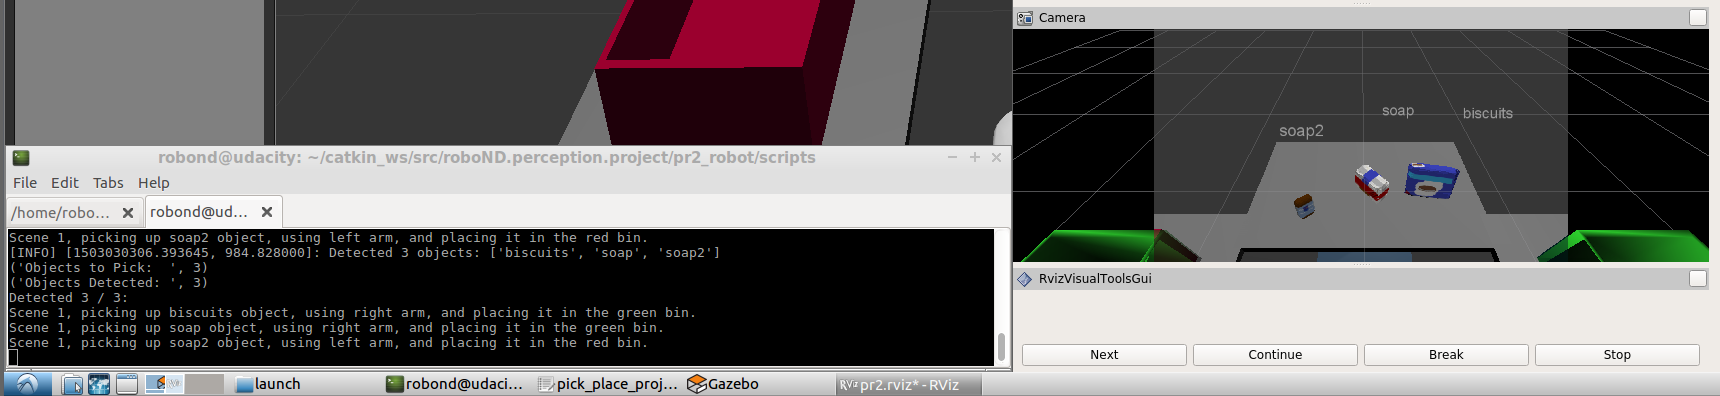 Camera
soap
biscuits
soap2
robond@udacity: ~/catkin_ws/src/roboND.perception.project/pr2_robot/scripts
File Edit Tabs Help
/home/robo...
robond@ud...
Scene 1, picking up soap2 object, using left arm, and placing it in the red bin.
[INFO] [1503030306.393645, 984.828000]: Detected 3 objects: ['biscuits', 'soap', 'soap2']
('Objects to Pick:  ', 3)
('Objects Detected: ', 3)
Detected 3 / 3:
Scene 1, picking up biscuits object, using right arm, and placing it in the green bin.
Scene 1, picking up soap object, using right arm, and placing it in the green bin.
Scene 1, picking up soap2 object, using left arm, and placing it in the red bin.
RvizVisualToolsGui
Next Continue Break Stop
launch
robond@udaci...
pick_place_proj...
Gazebo
RViz pr2.rviz* - RViz